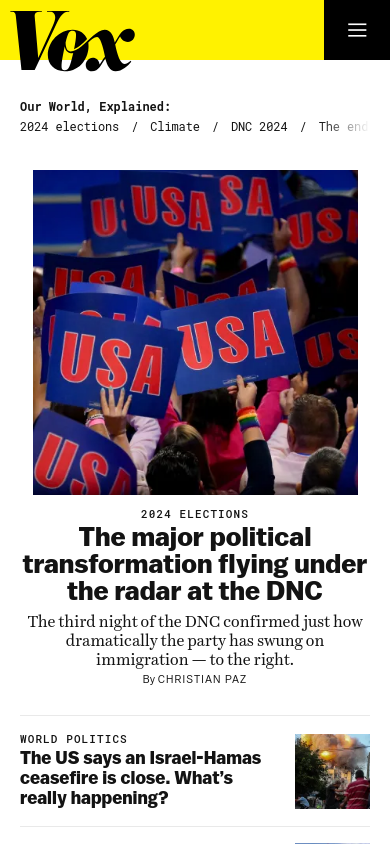 Vox
Our World, Explained:
2024 elections / Climate / DNC 2024 / The end
USA
USA
USA
USA
USA
USA
USA
2024 ELECTIONS
The major political
transformation flying under
the radar at the DNC
The third night of the DNC confirmed just how
dramatically the party has swung on
immigration — to the right.
By CHRISTIAN PAZ
WORLD POLITICS
The US says an Israel-Hamas
ceasefire is close. What’s
really happening?